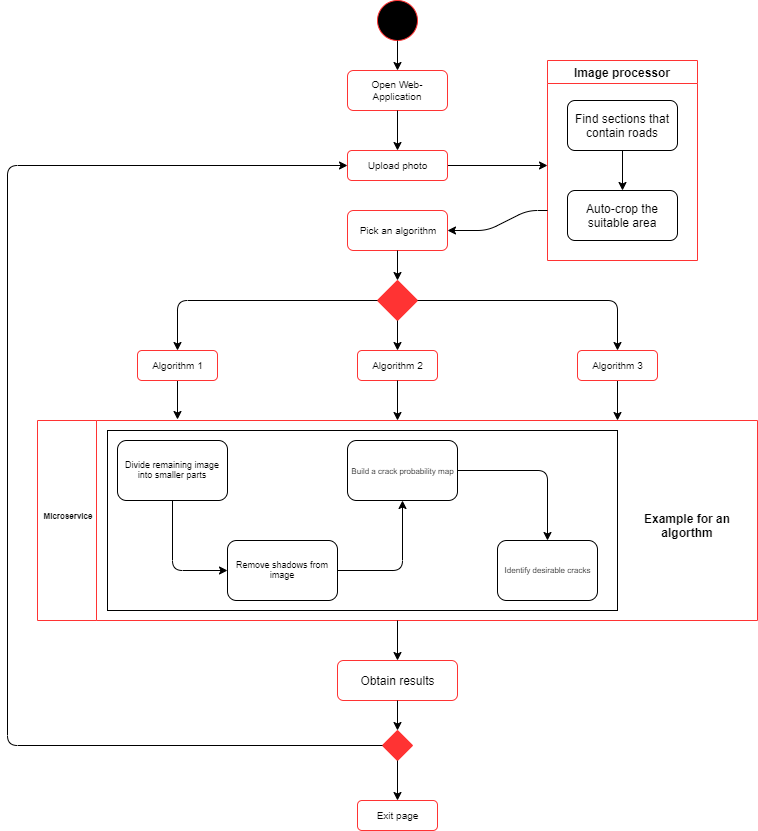 Open Web-
Application
Image processor
Find sections that
contain roads
Upload photo
Auto-crop the
suitable area
Pick an algorithm
Algorithm 1
Algorithm 2
Algorithm 3
Microservice
Divide remaining image
into smaller parts
Build a crack probability map
Remove shadows from
image
Identify desirable cracks
Example for an
algorthm
Obtain results
Exit page